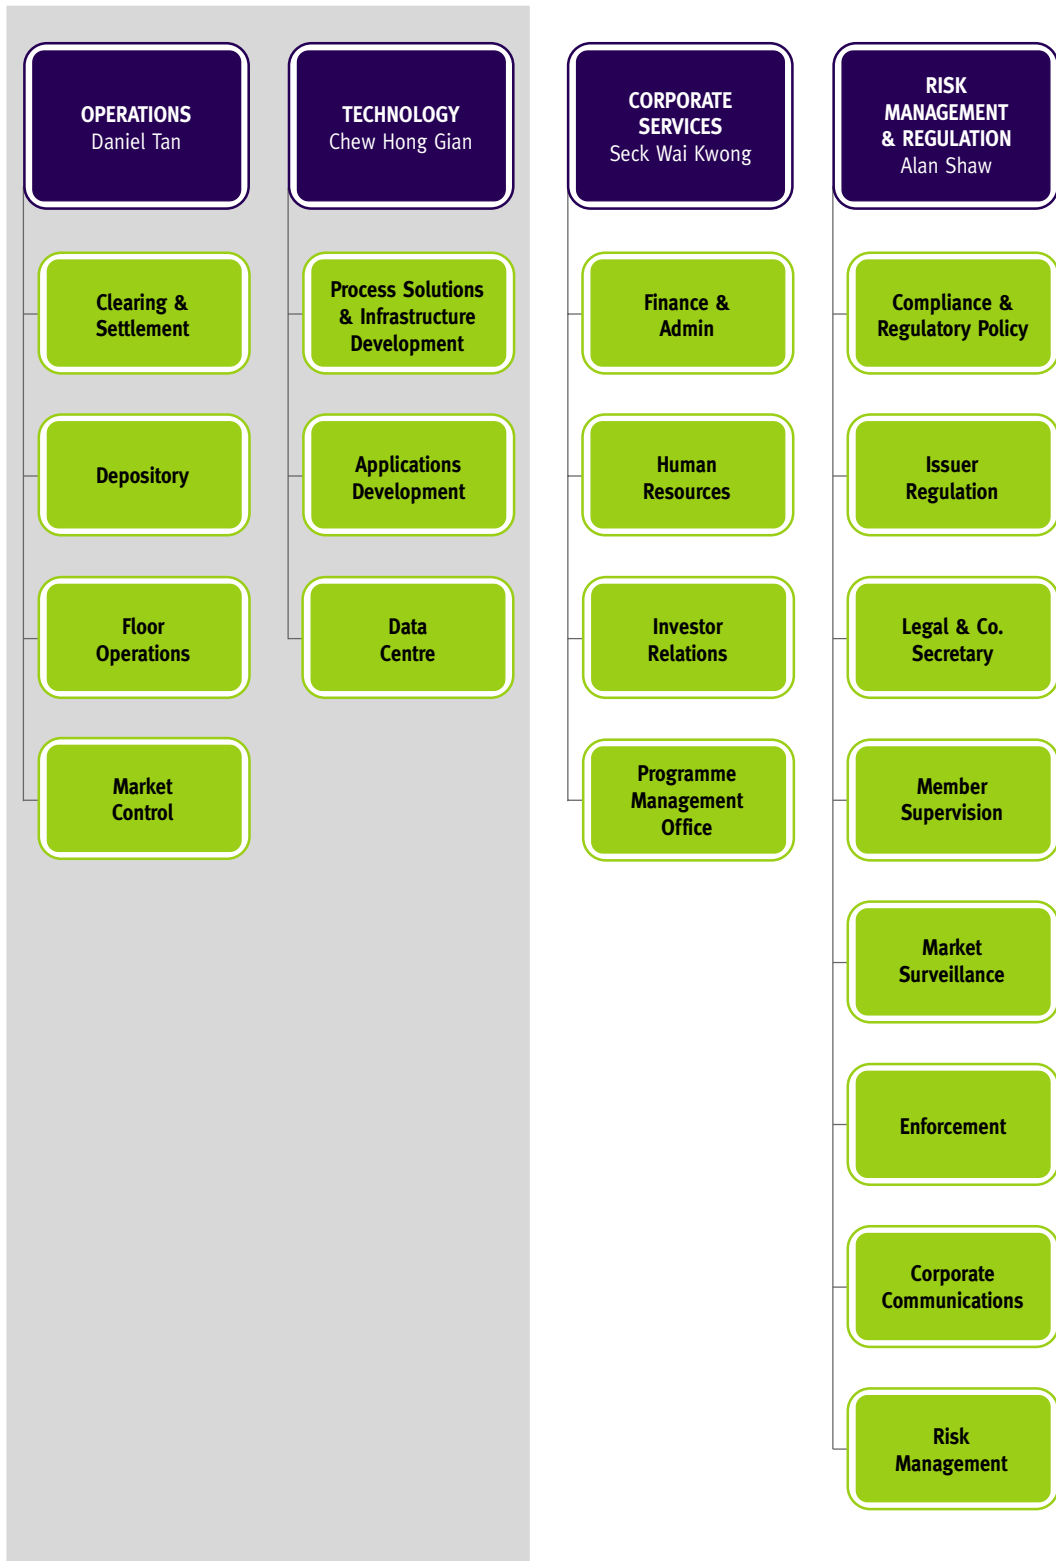 OPERATIONS
Daniel Tan
Clearing &
Settlement
Depository
Floor
Operations
Market
Control
TECHNOLOGY
Chew Hong Gian
Process Solutions
& Infrastructure
Development
Applications
Development
Data
Centre
CORPORATE
SERVICES
Seck Wai Kwong
Finance &
Admin
Human
Resources
Investor
Relations
Programme
Management
Office
RISK
MANAGEMENT
& REGULATION
Alan Shaw
Compliance &
Regulatory Policy
Issuer
Regulation
Legal & Co.
Secretary
Member
Supervision
Market
Surveillance
Enforcement
Corporate
Communications
Risk
Management